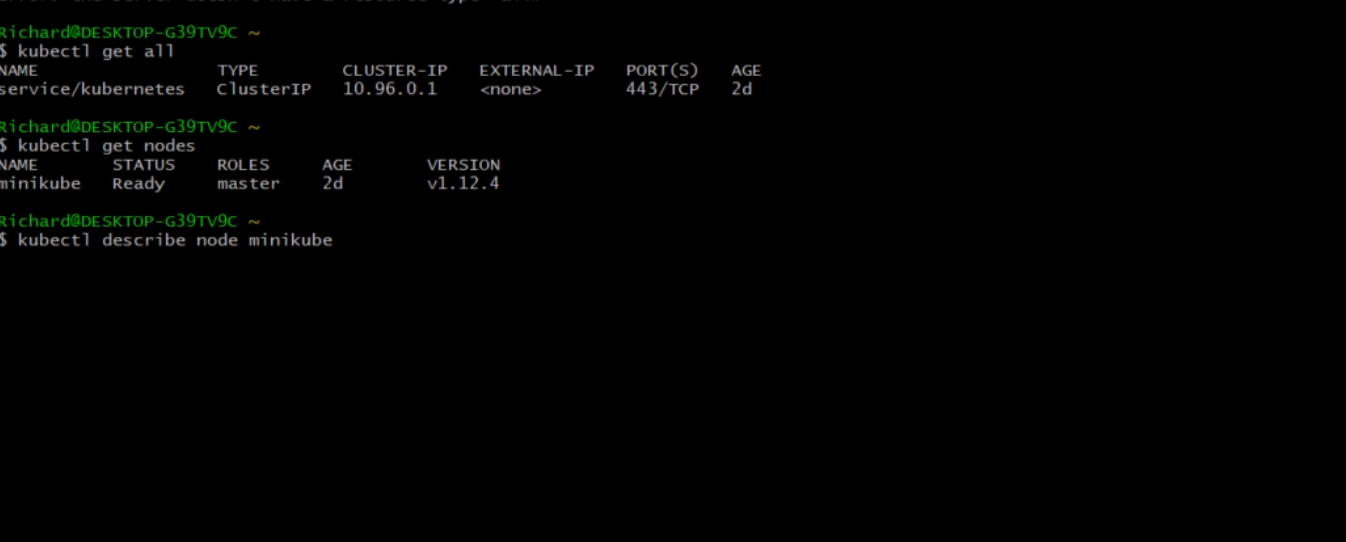 Richard@DESKTOP-G39TV9C ~
$ kubectl get all
NAME TYPE CLUSTER-IP EXTERNAL-IP PORT(S) AGE
service/kubernetes ClusterIP 10.96.0.1 <none> 443/TCP 2d
Richard@DESKTOP-G39TV9C ~
$ kubectl get nodes
NAME STATUS ROLES AGE VERSION
minikube Ready master 2d v1.12.4
Richard@DESKTOP-G39TV9C ~
$ kubectl describe node minikube